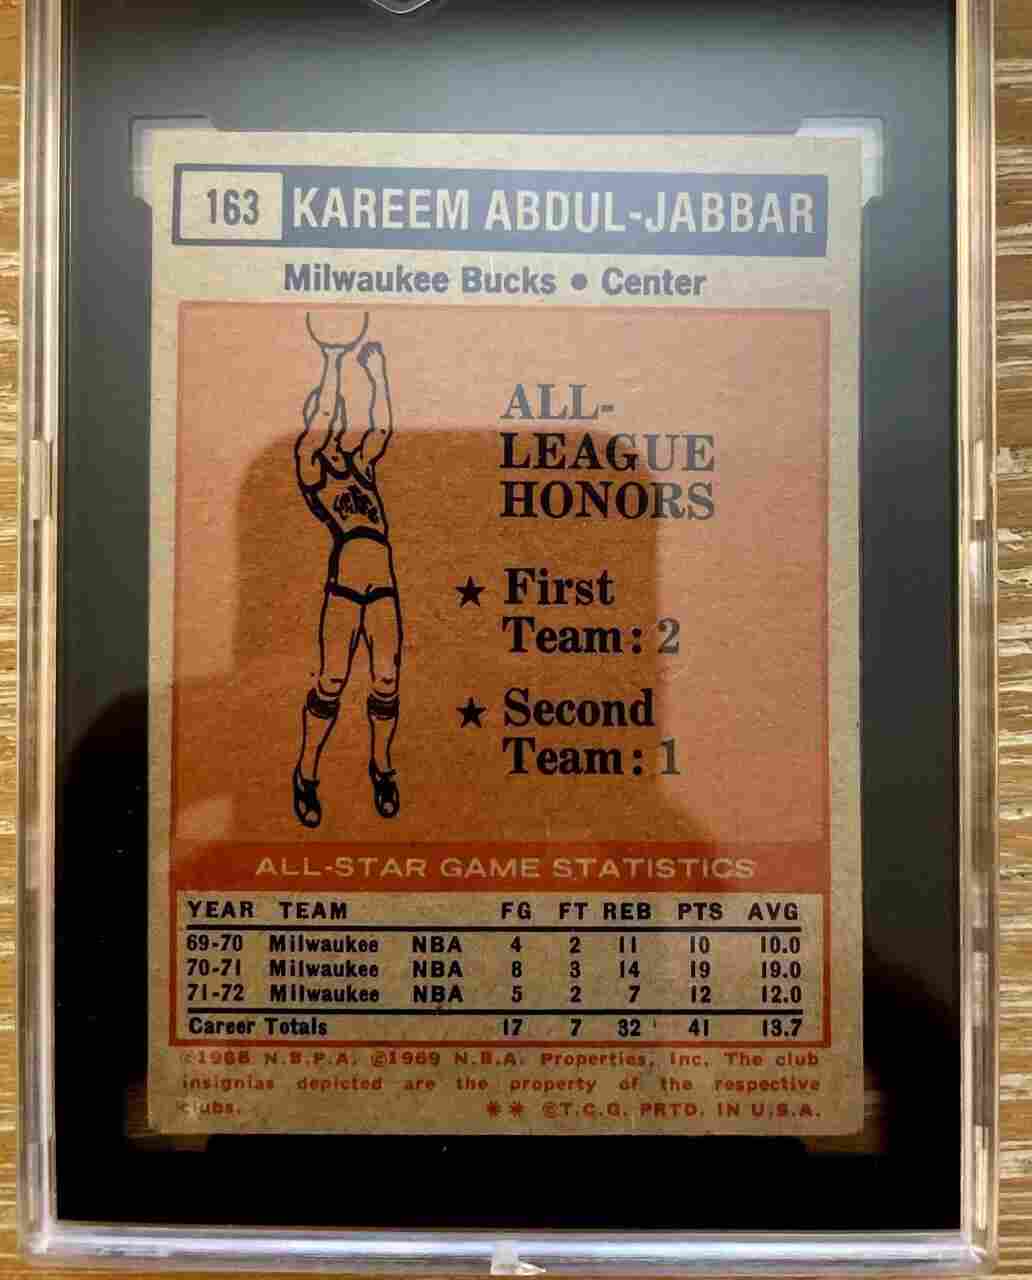 163 KAREEM ABDUL-JABBAR
Milwaukee Bucks • Center
ALL-
LEAGUE
HONORS
★ First
Team: 2
★ Second
Team: 1
ALL-STAR GAME STATISTICS
YEAR TEAM FG FT REB PTS AVG
69-70 Milwaukee NBA 4 2 11 10 10.0
70-71 Milwaukee NBA 8 3 14 19 19.0
71-72 Milwaukee NBA 5 2 7 12 12.0
Career Totals 17 7 32 41 13.7
©1968 N.B.P.A. ©1969 N.B.A. Properties, Inc. The club
insignias depicted are the property of the respective
clubs. ** ©T.C.G. PRTD. IN U.S.A.